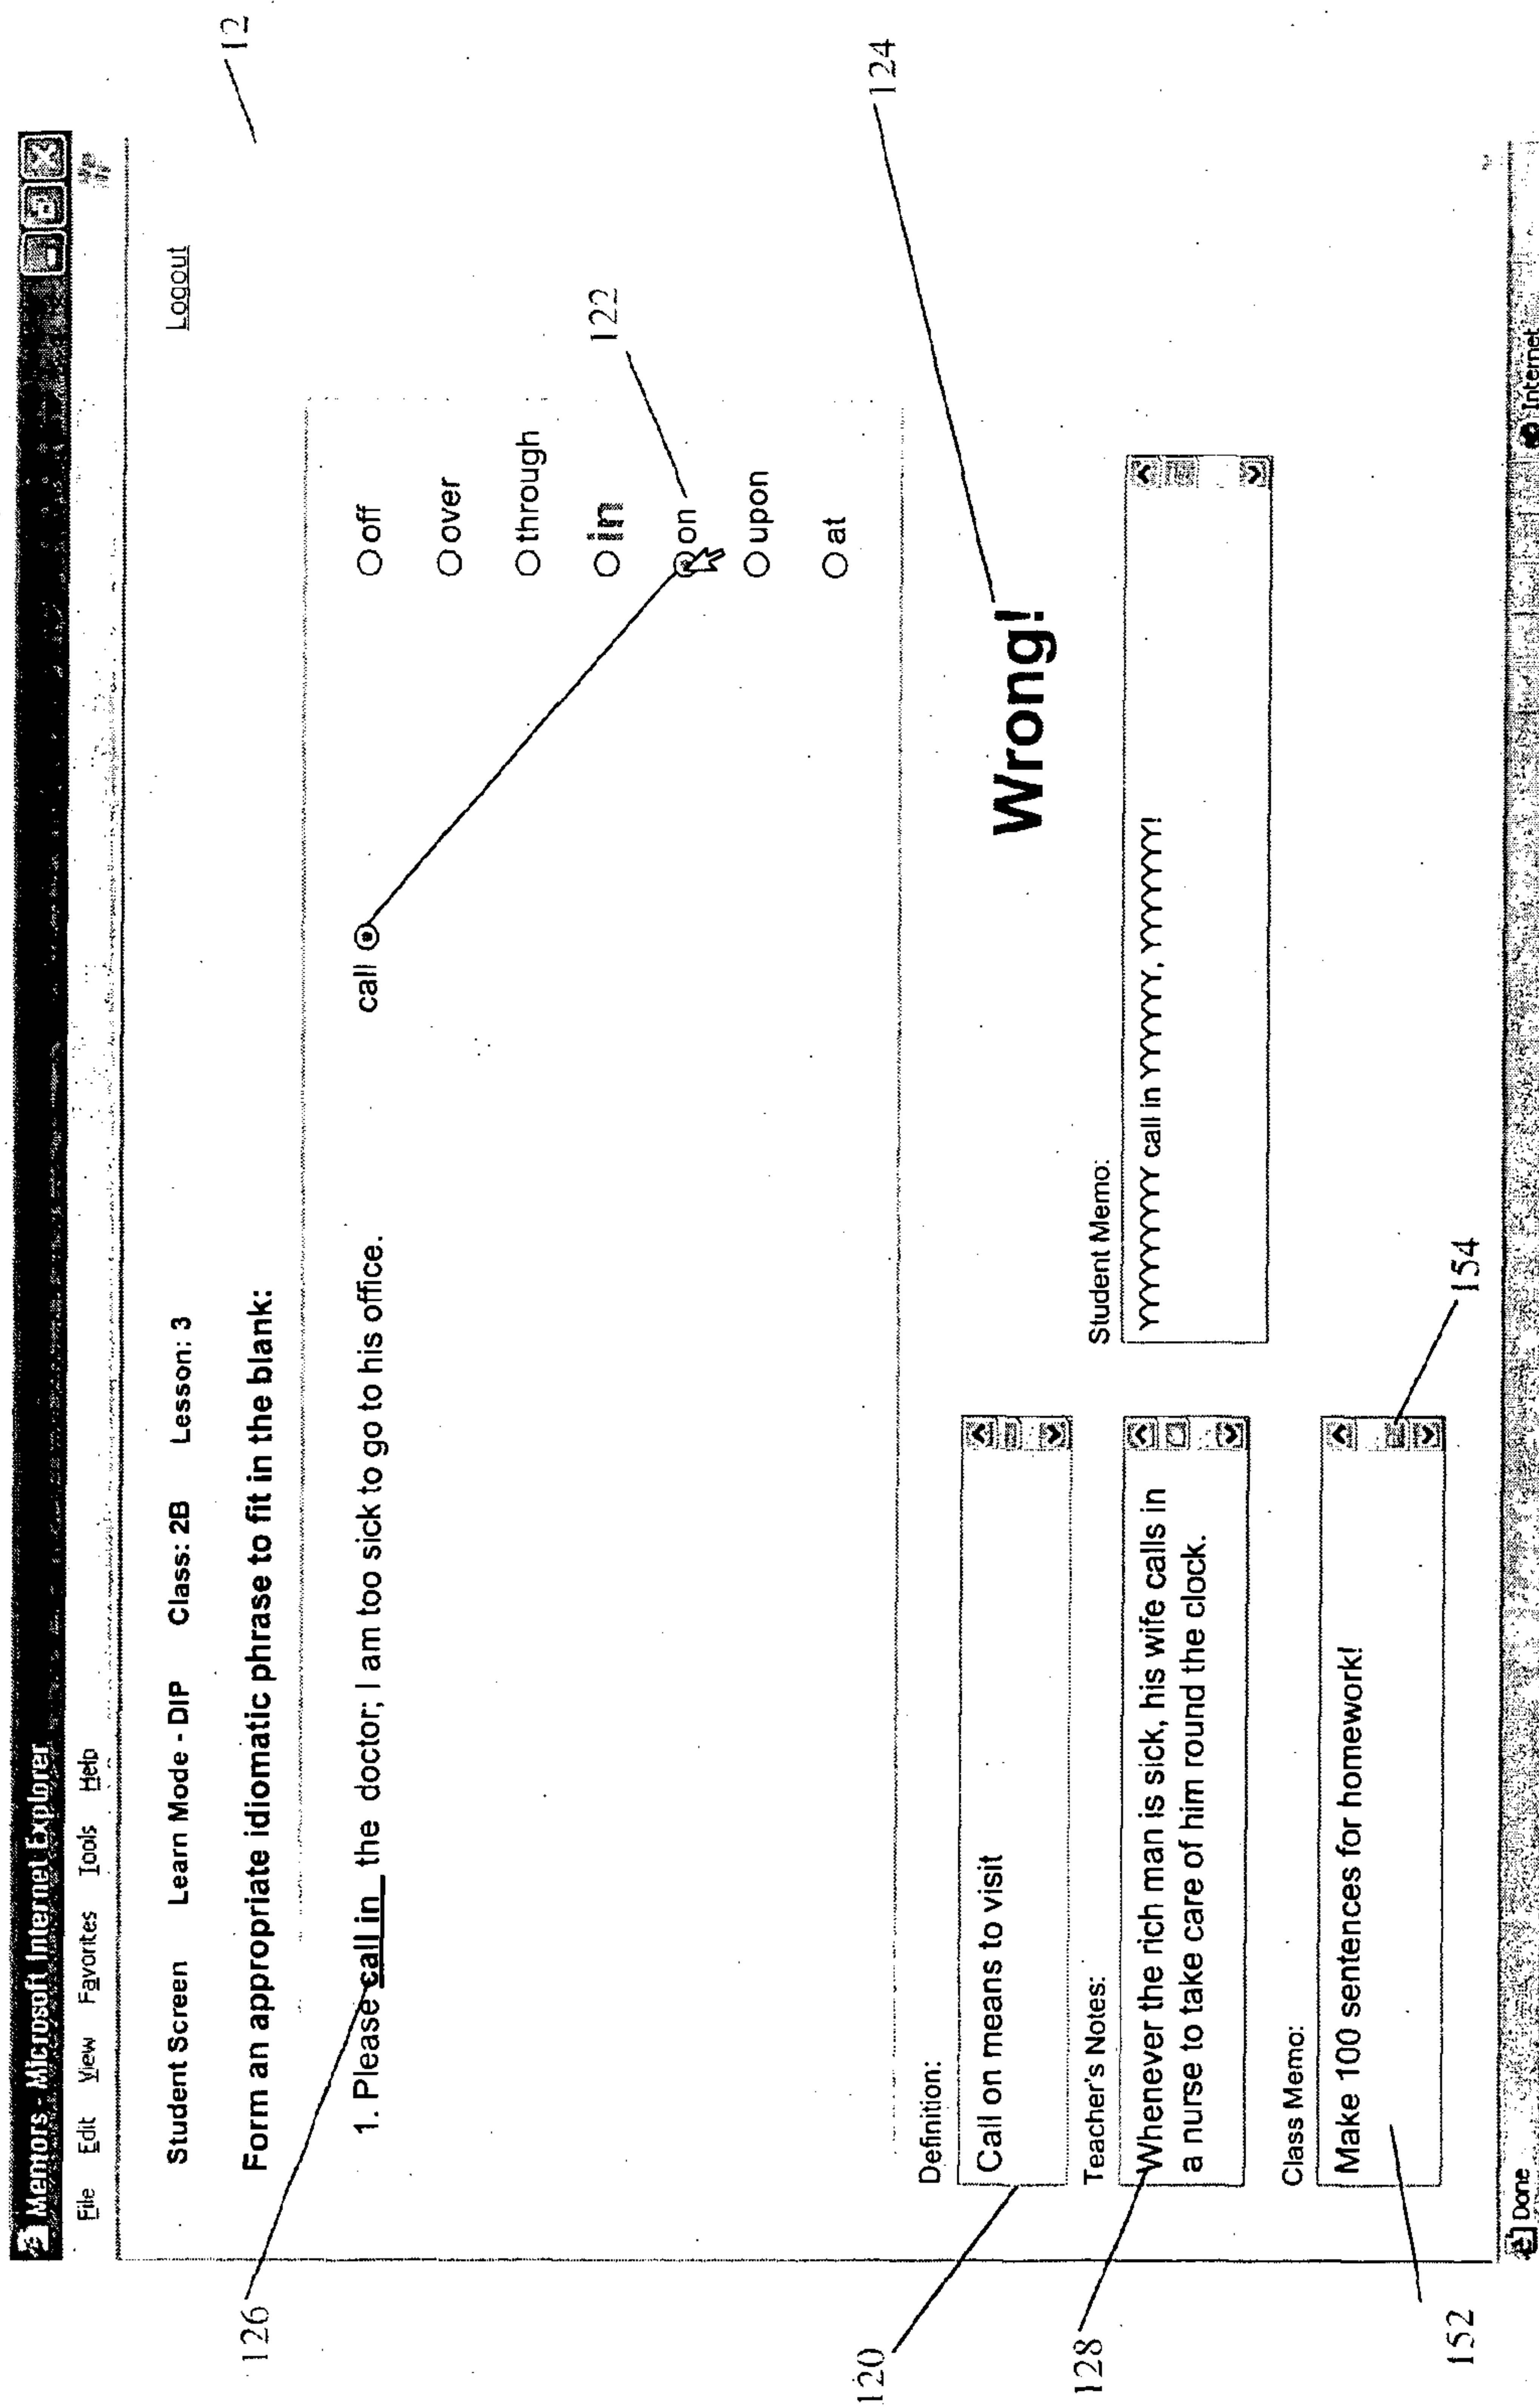 Memors - Microsoft Internet Explorer
File Edit View Favorites Tools Help
12
Student Screen Learn Mode - DIP Class: 2B Lesson: 3 Logout
126
Form an appropriate idiomatic phrase to fit in the blank:
1. Please call in_ the doctor; I am too sick to go to his office.
call
off
over
through
in
on
upon
at
122
124
Wrong!
Definition:
120
Call on means to visit
Teacher's Notes:
128
Whenever the rich man is sick, his wife calls in
a nurse to take care of him round the clock.
Student Memo:
YYYYYYYYY call in YYYYYY, YYYYYYY!
Class Memo:
Make 100 sentences for homework!
152
154
Done Internet